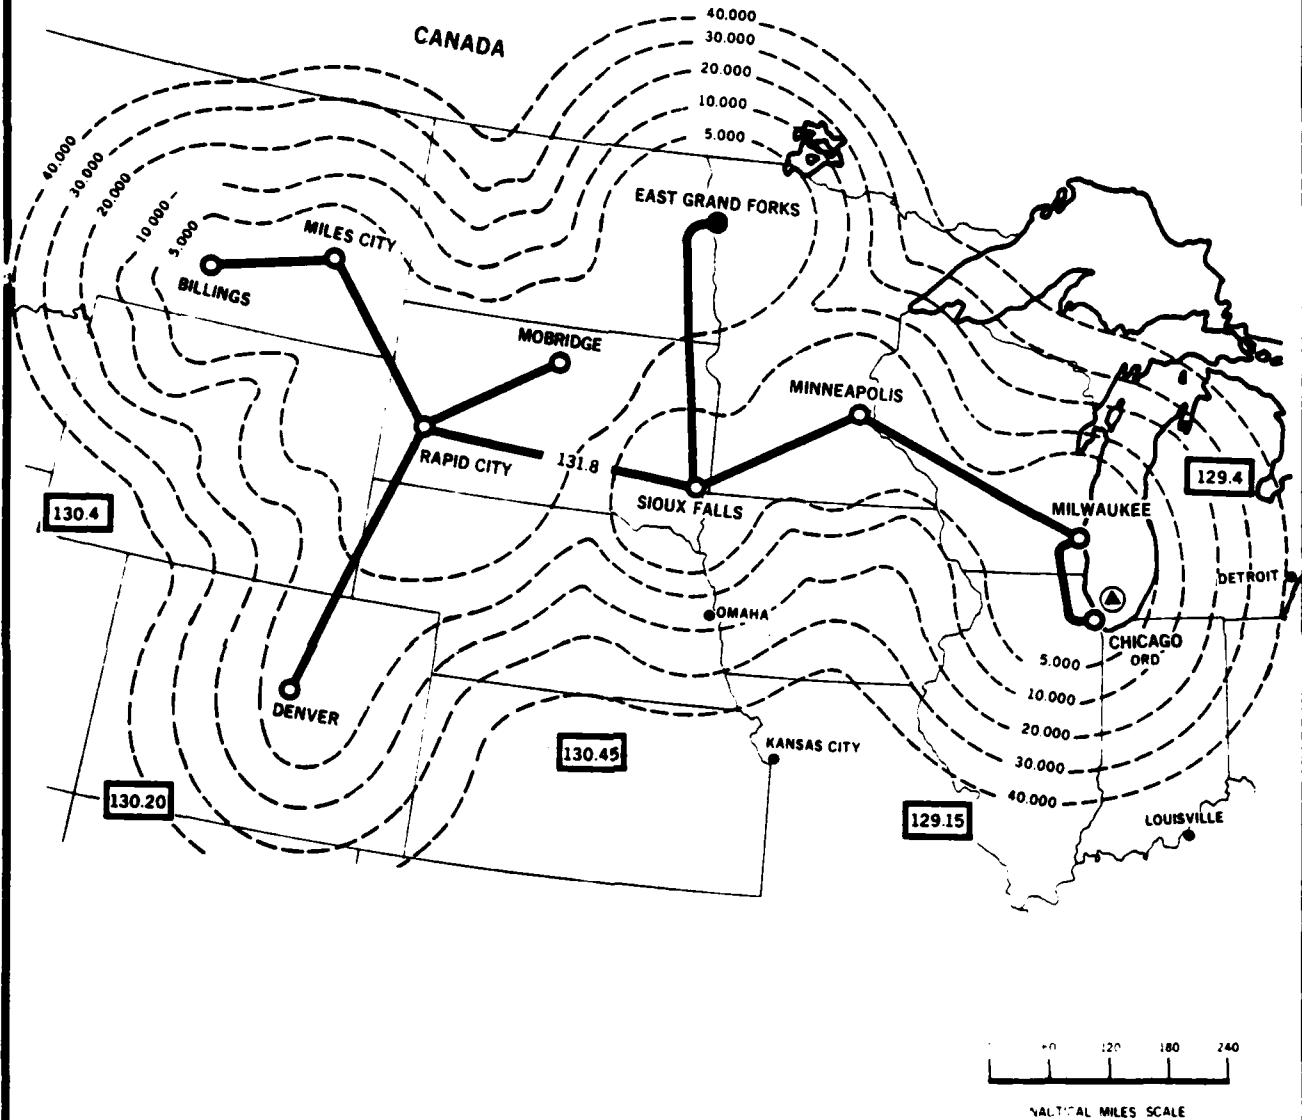 CANADA
40.000
30.000
20.000
10.000
5.000
40.000
30.000
20.000
10.000
5.000
EAST GRAND FORKS
MILES CITY
BILLINGS
MOBRIDGE
MINNEAPOLIS
RAPID CITY
131.8
SIOUX FALLS
129.4
130.4
MILWAUKEE
DETROIT
OMAHA
CHICAGO
ORD
5.000
10.000
20.000
30.000
40.000
DENVER
130.45
KANSAS CITY
130.20
129.15
LOUISVILLE
120 180 240
NAUTICAL MILES SCALE